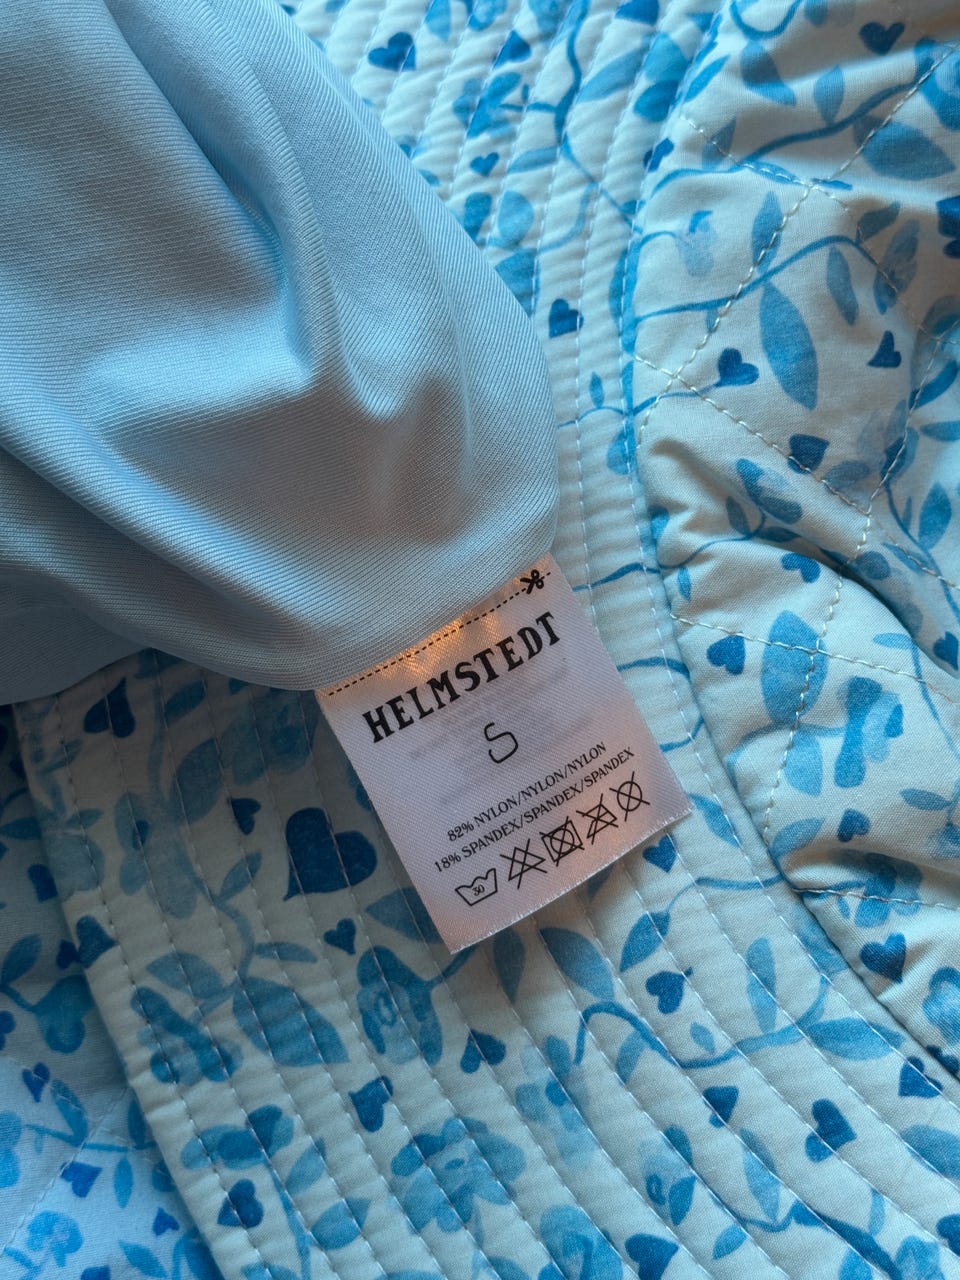 HELMSTEDT
S
82% NYLON/NYLON/NYLON
18% SPANDEX/SPANDEX/SPANDEX
30